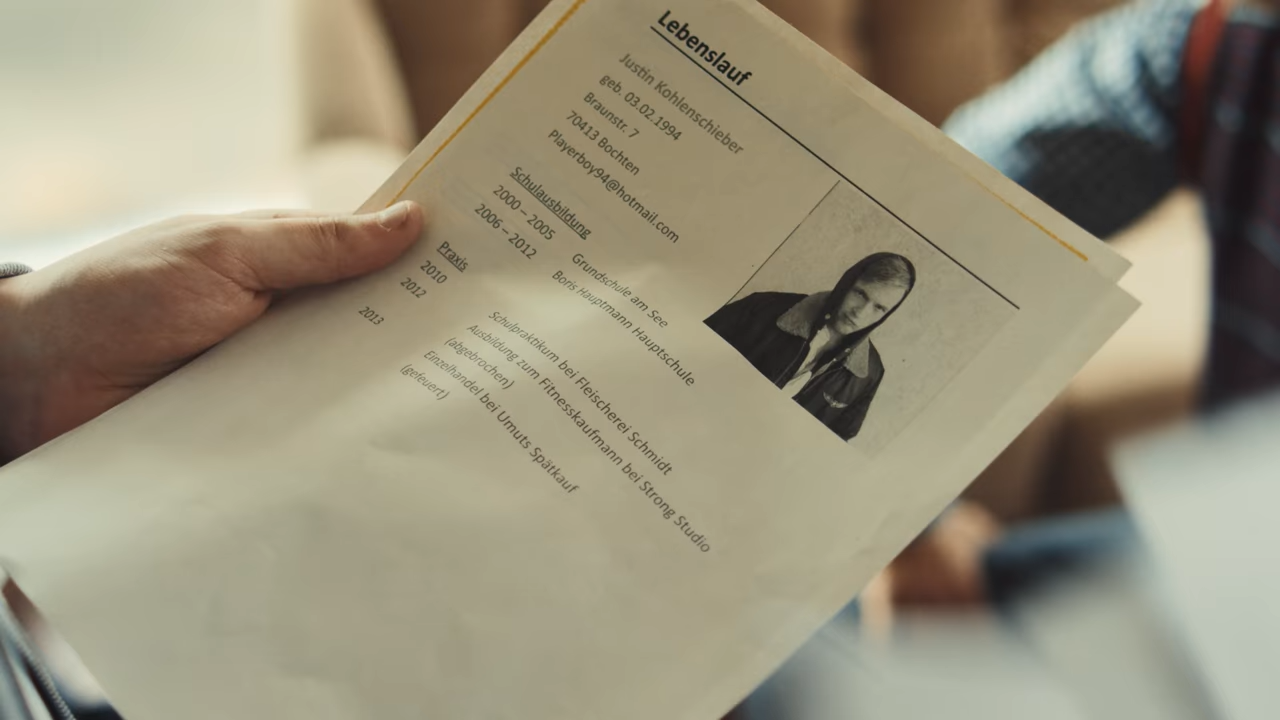 Lebenslauf
Justin Kohlenschieber
geb. 03.02.1994
Braunstr. 7
70413 Bochten
Playerboy94@hotmail.com
Schulausbildung
2000 – 2005 Grundschule am See
2006 – 2012 Boris Hauptmann Hauptschule
Praxis
2010 Schulpraktikum bei Fleischerei Schmidt
2012 Ausbildung zum Fitnesskaufmann bei Strong Studio
(abgebrochen)
2013 Einzelhandel bei Umuts Spätkauf
(gefeuert)